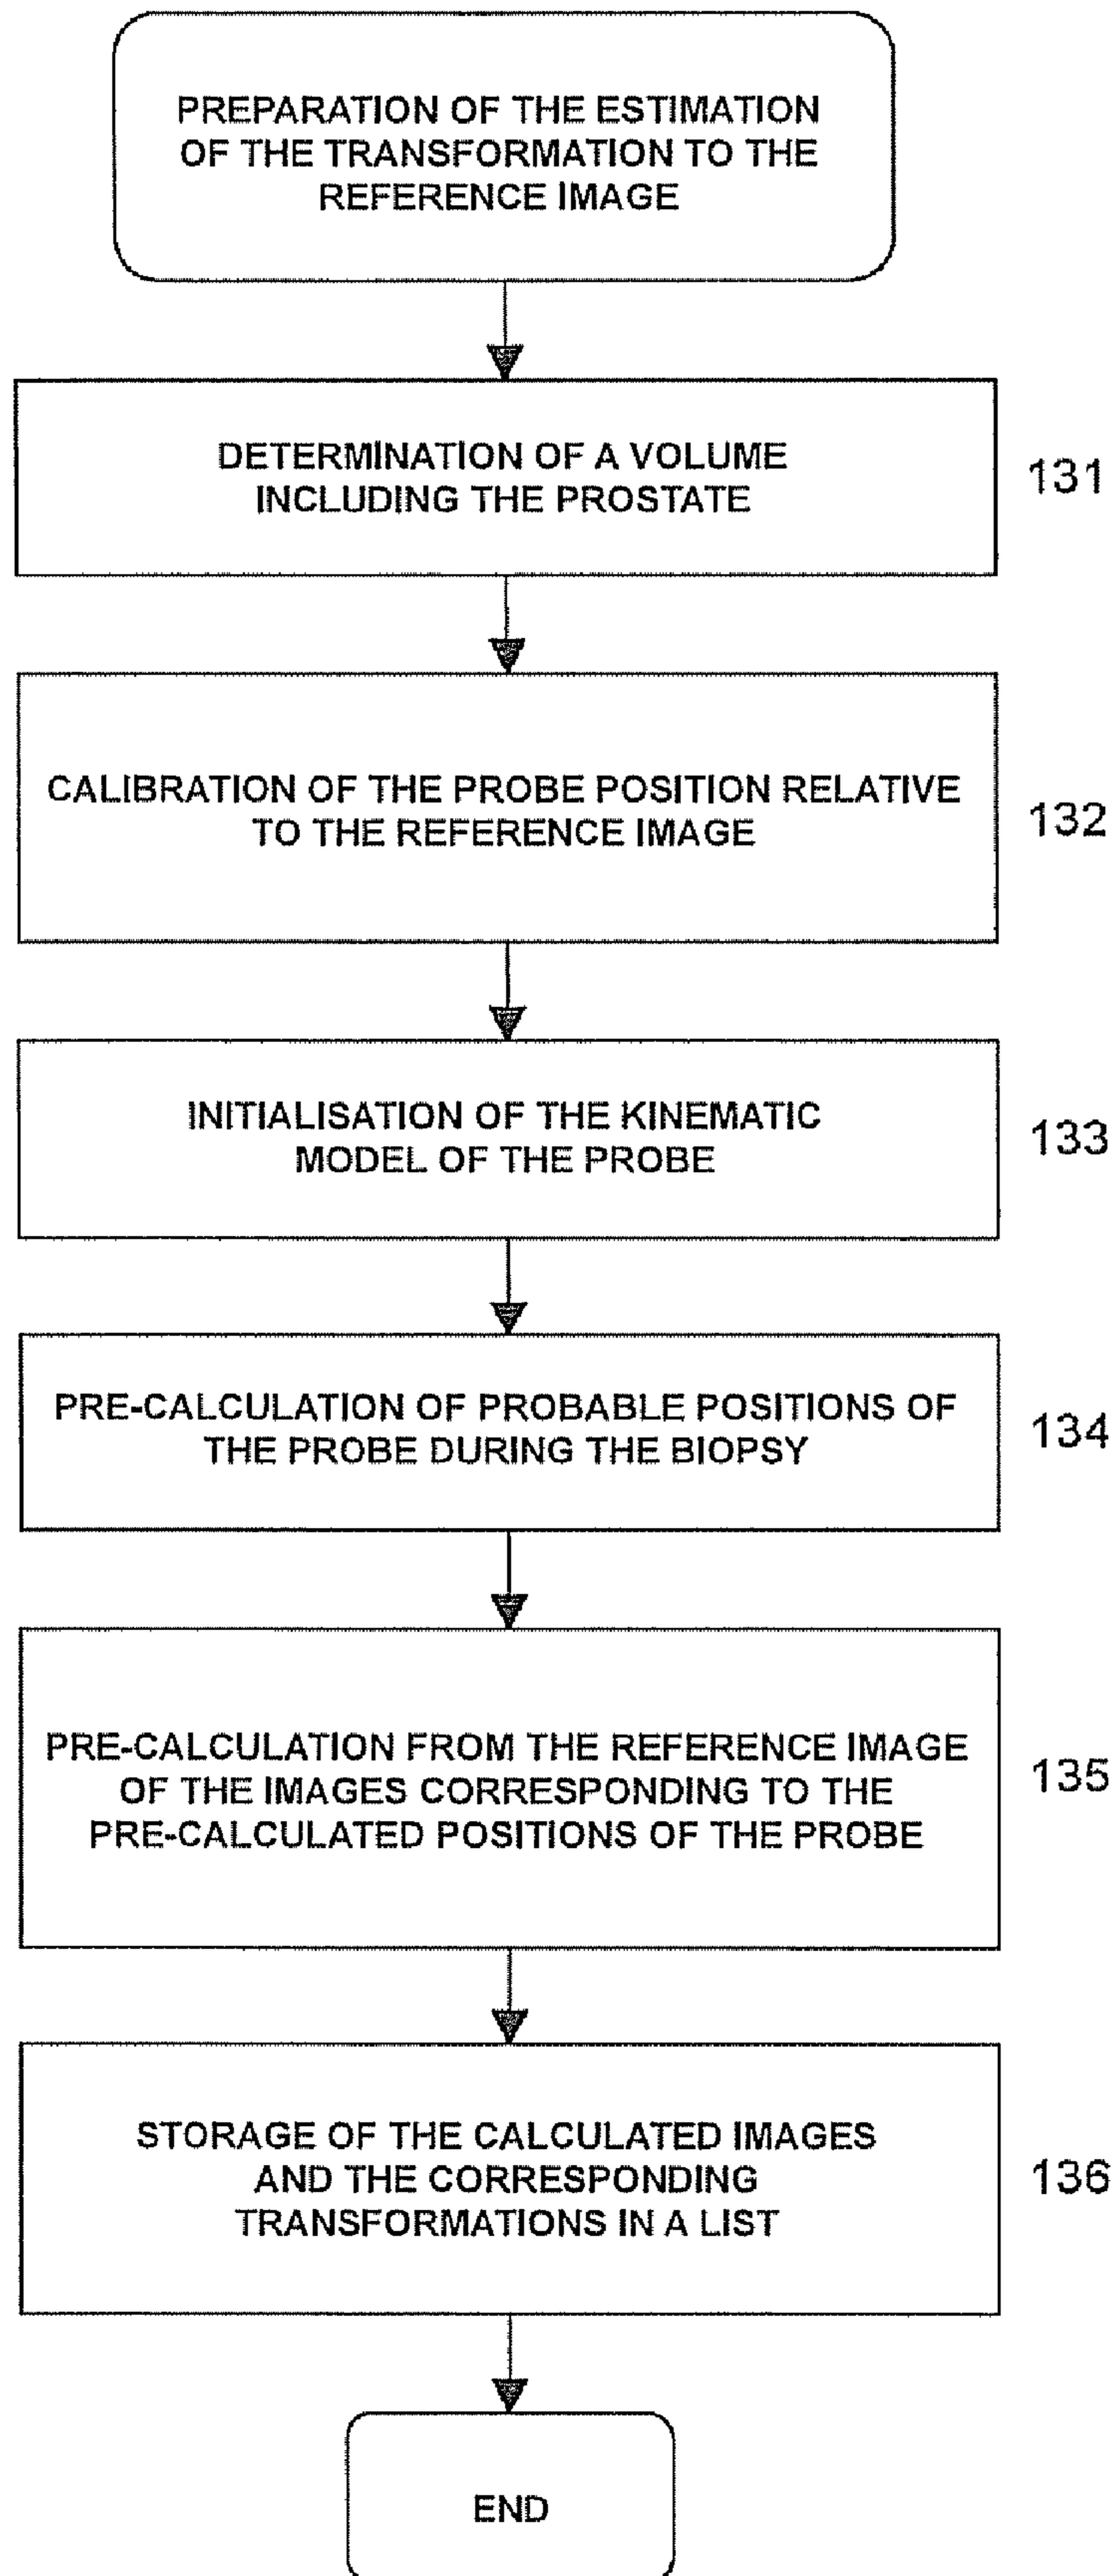 PREPARATION OF THE ESTIMATION
OF THE TRANSFORMATION TO THE
REFERENCE IMAGE
DETERMINATION OF A VOLUME
INCLUDING THE PROSTATE
131
CALIBRATION OF THE PROBE POSITION RELATIVE
TO THE REFERENCE IMAGE
132
INITIALISATION OF THE KINEMATIC
MODEL OF THE PROBE
133
PRE-CALCULATION OF PROBABLE POSITIONS OF
THE PROBE DURING THE BIOPSY
134
PRE-CALCULATION FROM THE REFERENCE IMAGE
OF THE IMAGES CORRESPONDING TO THE
PRE-CALCULATED POSITIONS OF THE PROBE
135
STORAGE OF THE CALCULATED IMAGES
AND THE CORRESPONDING
TRANSFORMATIONS IN A LIST
136
END